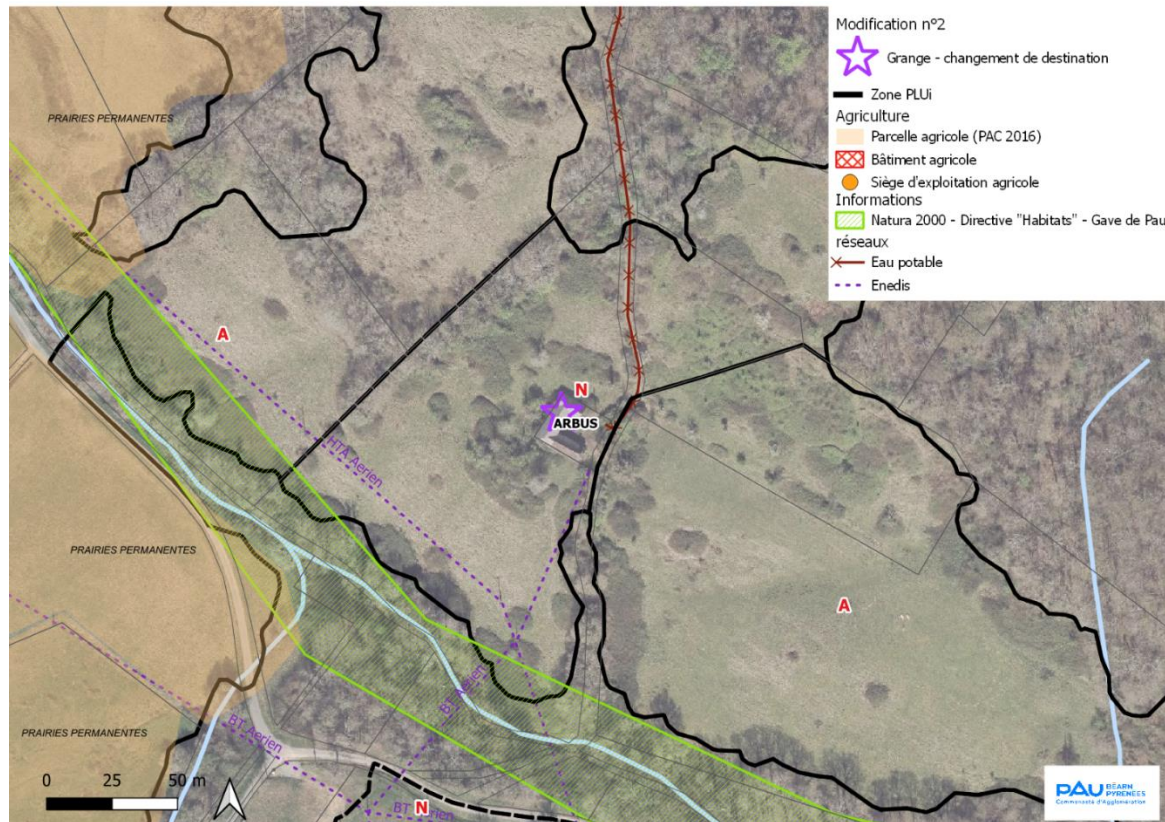 Modification n°2
Grange - changement de destination
Zone PLUi
Agriculture
Parcelle agricole (PAC 2016)
Bâtiment agricole
Siège d'exploitation agricole
Informations
Natura 2000 - Directive "Habitats" - Gave de Pau
réseaux
Eau potable
Enedis
PRAIRIES PERMANENTES
A
N
ARBUS
HTA Aerien
PRAIRIES PERMANENTES
A
BT Aerien
PRAIRIES PERMANENTES
BT Aerien
0 25 50 m
N
PAU BÉARN
PYRÉNÉES
Communauté d'Agglomération